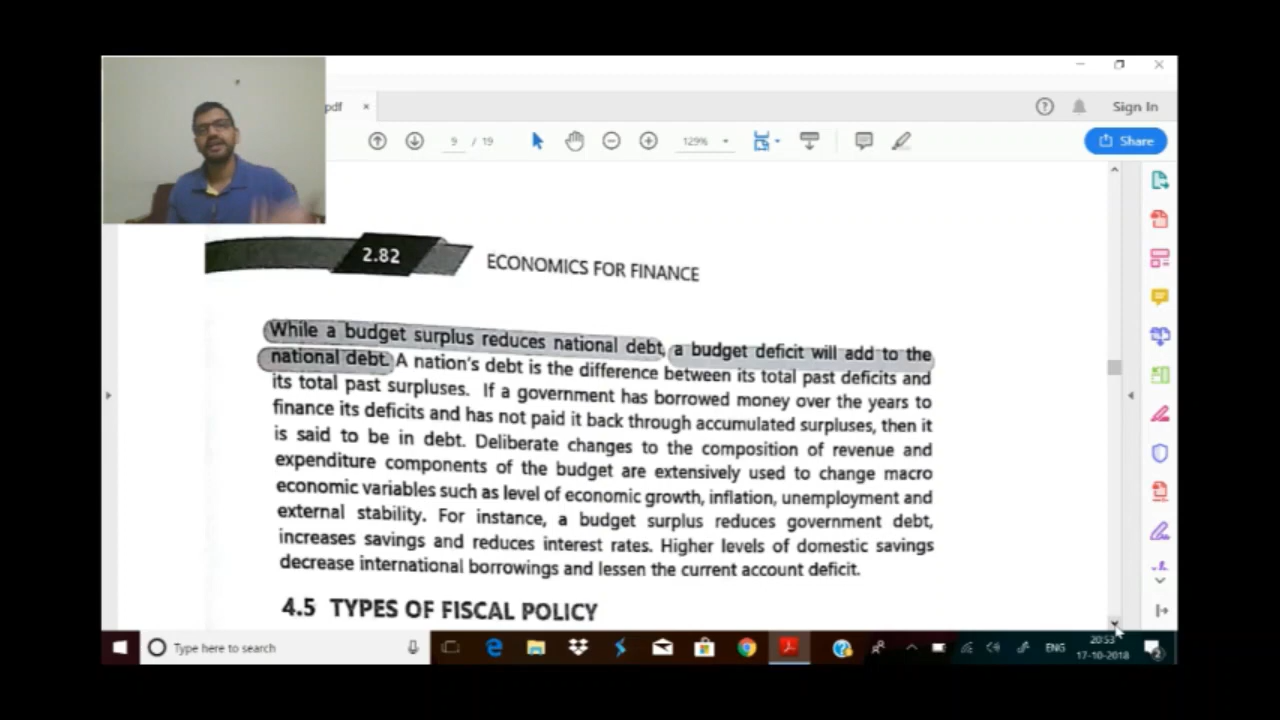 pdf
Sign In
9 / 19
129%
Share
2.82
ECONOMICS FOR FINANCE
While a budget surplus reduces national debt, a budget deficit will add to the
national debt. A nation's debt is the difference between its total past deficits and
its total past surpluses. If a government has borrowed money over the years to
finance its deficits and has not paid it back through accumulated surpluses, then it
is said to be in debt. Deliberate changes to the composition of revenue and
expenditure components of the budget are extensively used to change macro
economic variables such as level of economic growth, inflation, unemployment and
external stability. For instance, a budget surplus reduces government debt,
increases savings and reduces interest rates. Higher levels of domestic savings
decrease international borrowings and lessen the current account deficit.
4.5 TYPES OF FISCAL POLICY
Type here to search
ENG
20:53
17-10-2018
2